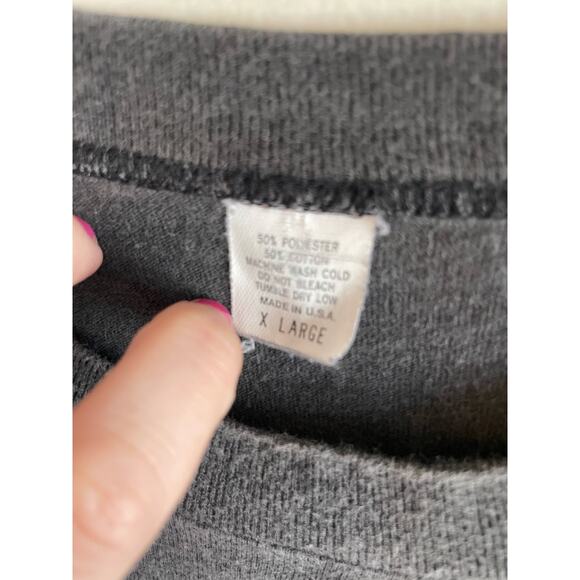 50% POLYESTER
50% COTTON
MACHINE WASH COLD
DO NOT BLEACH
TUMBLE DRY LOW
MADE IN U.S.A.
X LARGE